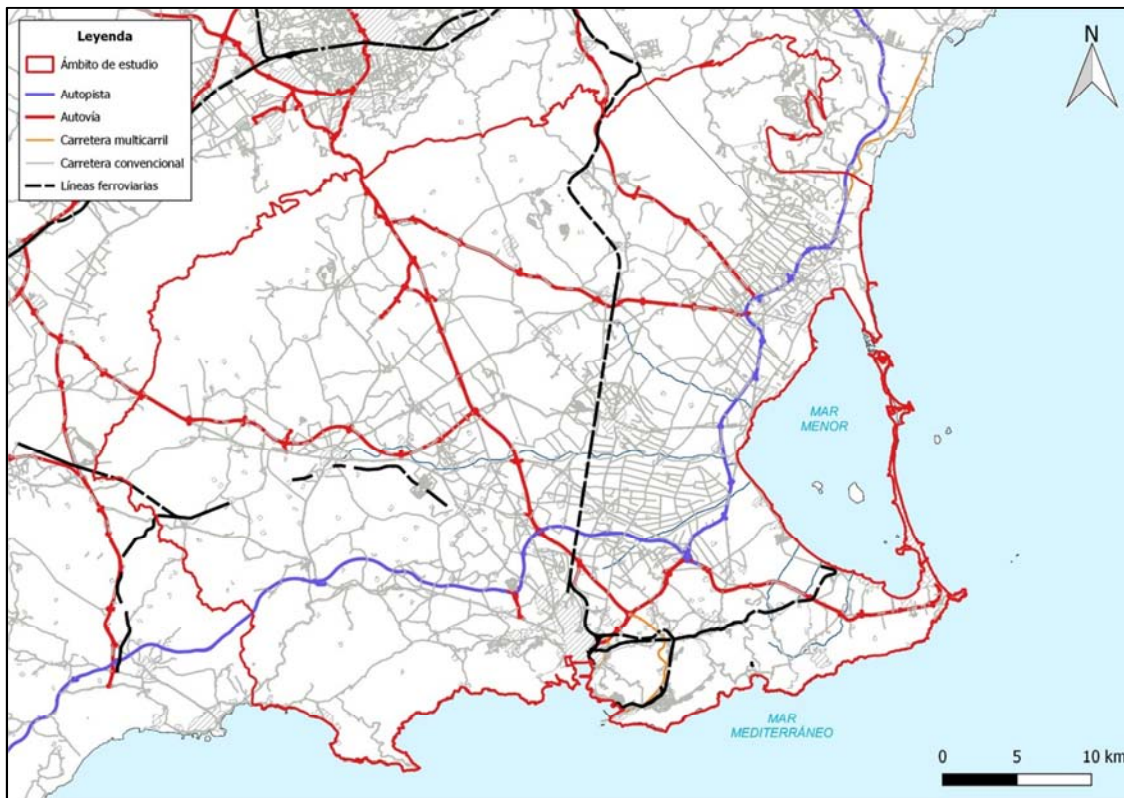 Leyenda
Ámbito de estudio
Autopista
Autovía
Carretera multicarril
Carretera convencional
Líneas ferroviarias
N
MAR
MENOR
MAR
MEDITERRÁNEO
0 5 10 km